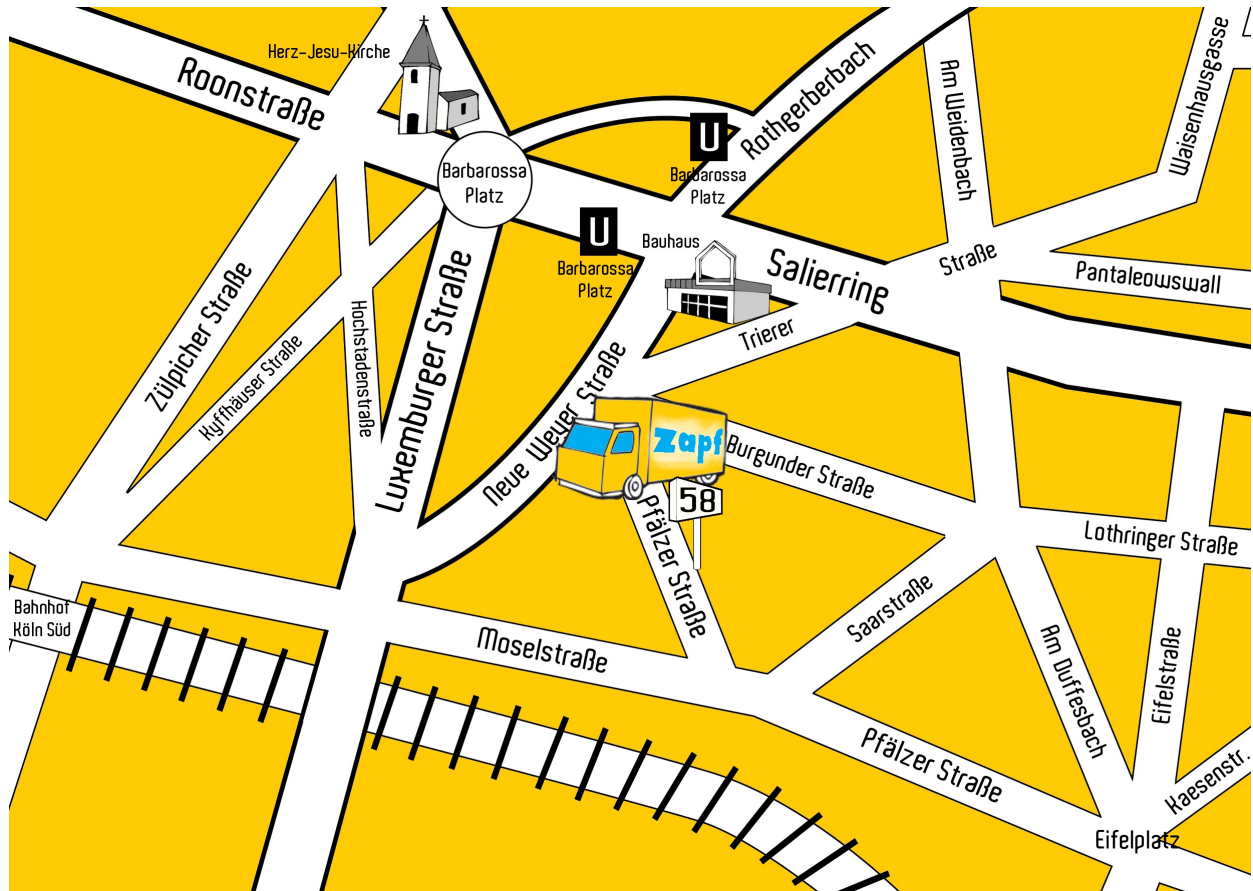 Herz-Jesu-Kirche
Roonstraße
Rothgerberbach
Am Weidenbach
Waisenhausgasse
U
Barbarossa
Platz
Barbarossa
Platz
U
Barbarossa
Platz
Bauhaus
Salierring
Straße
Pantaleowswall
Trierer
Zülpicher Straße
Kyffhäuser Straße
Hochstadenstraße
Luxemburger Straße
Neue Weyer Straße
zapf
58
Burgunder Straße
Pfälzer Straße
Lothringer Straße
Saarstraße
Am Duffesbach
Eifelstraße
Bahnhof
Köln Süd
Moselstraße
Pfälzer Straße
Kaesenstr.
Eifelplatz